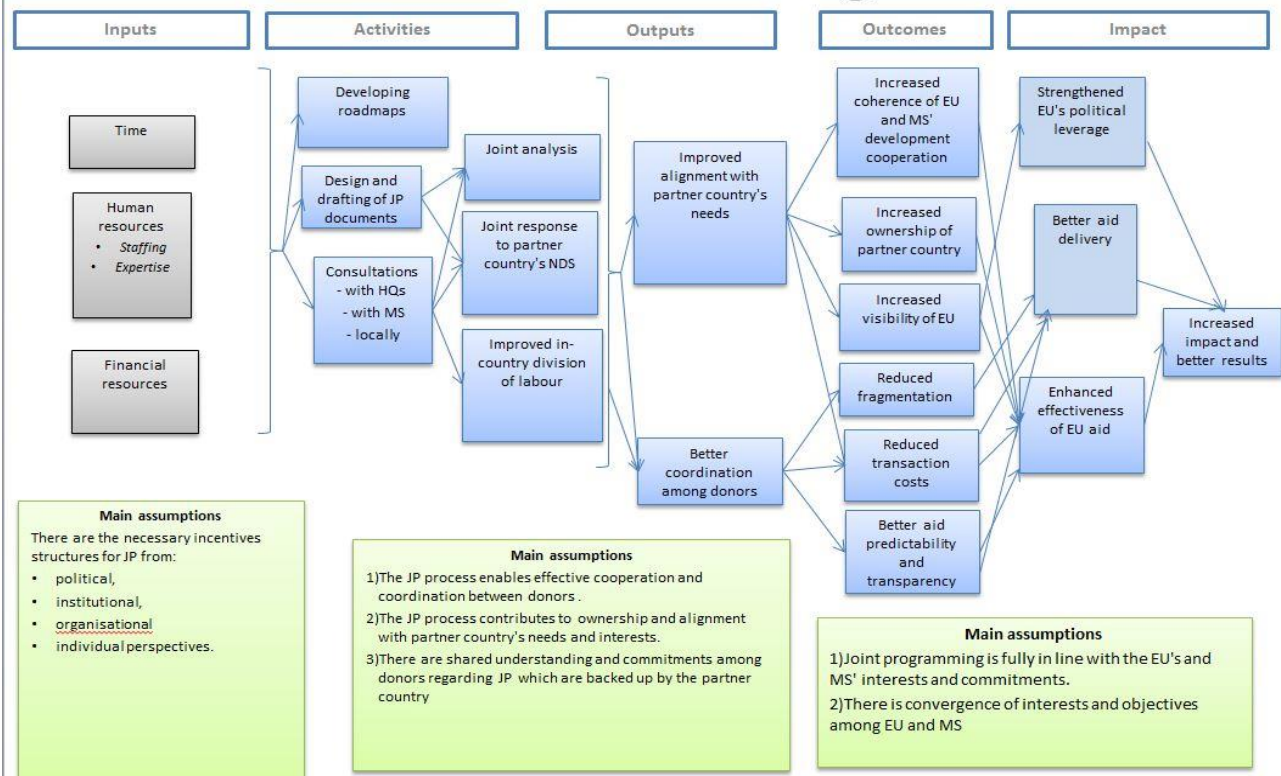 Inputs
Activities
Outputs
Outcomes
Impact
Time
Human
resources
• Staffing
• Expertise
Financial
resources
Developing
roadmaps
Design and
drafting of JP
documents
Consultations
- with HQs
- with MS
- locally
Joint analysis
Joint response
to partner
country's NDS
Improved in-
country division
of labour
Improved
alignment with
partner country's
needs
Better
coordination
among donors
Increased
coherence of EU
and MS'
development
cooperation
Increased
ownership of
partner country
Increased
visibility of EU
Reduced
fragmentation
Reduced
transaction
costs
Better aid
predictability
and
transparency
Strengthened
EU's political
leverage
Better aid
delivery
Enhanced
effectiveness
of EU aid
Increased
impact and
better results
Main assumptions
There are the necessary incentives
structures for JP from:
• political,
• institutional,
• organisational
• individual perspectives.
Main assumptions
1)The JP process enables effective cooperation and
coordination between donors .
2)The JP process contributes to ownership and alignment
with partner country's needs and interests.
3)There are shared understanding and commitments among
donors regarding JP which are backed up by the partner
country
Main assumptions
1)Joint programming is fully in line with the EU's and
MS' interests and commitments.
2)There is convergence of interests and objectives
among EU and MS